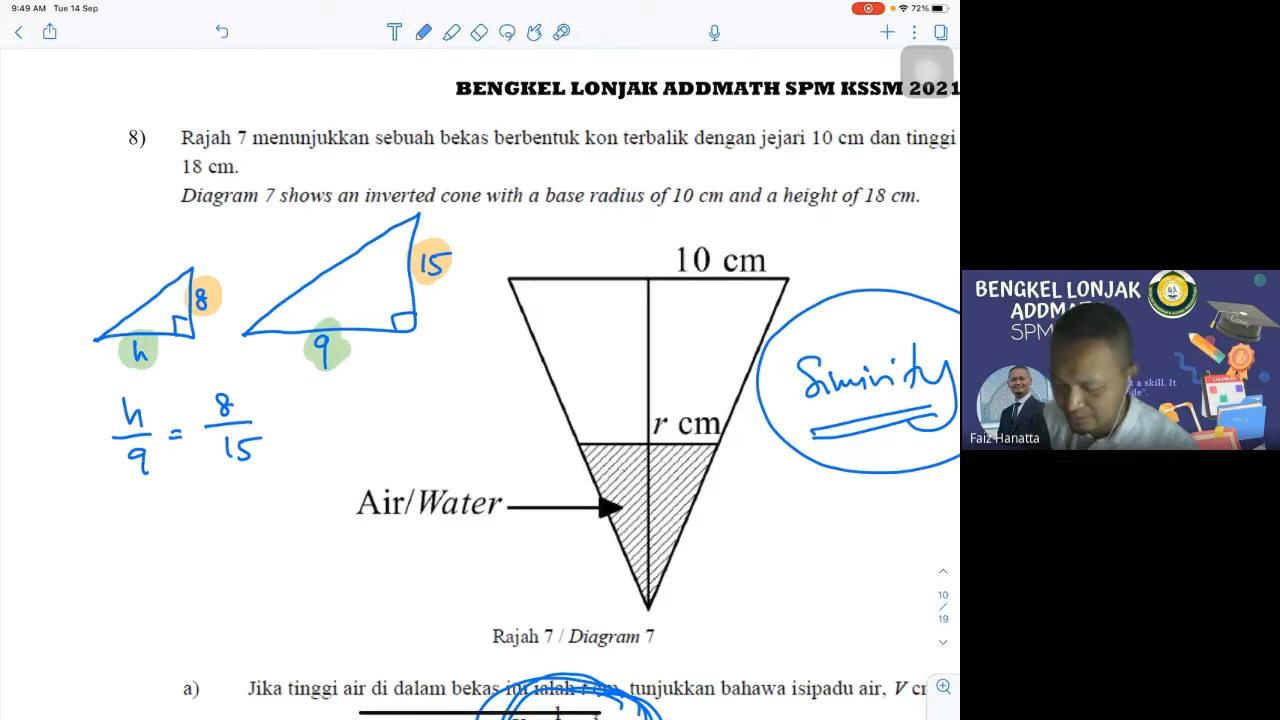 9:49 AM Tue 14 Sep
72%
BENGKEL LONJAK ADDMATH SPM KSSM 2021
8) Rajah 7 menunjukkan sebuah bekas berbentuk kon terbalik dengan jejari 10 cm dan tinggi
18 cm.
Diagram 7 shows an inverted cone with a base radius of 10 cm and a height of 18 cm.
8
h
15
9
h/9 = 8/15
10 cm
r cm
Air/Water
Rajah 7 / Diagram 7
10
/
19
a) Jika tinggi air di dalam bekas itu ialah t cm, tunjukkan bahawa isipadu air, V
BENGKEL LONJAK
SPM
a skill. It
Faiz Hanatta